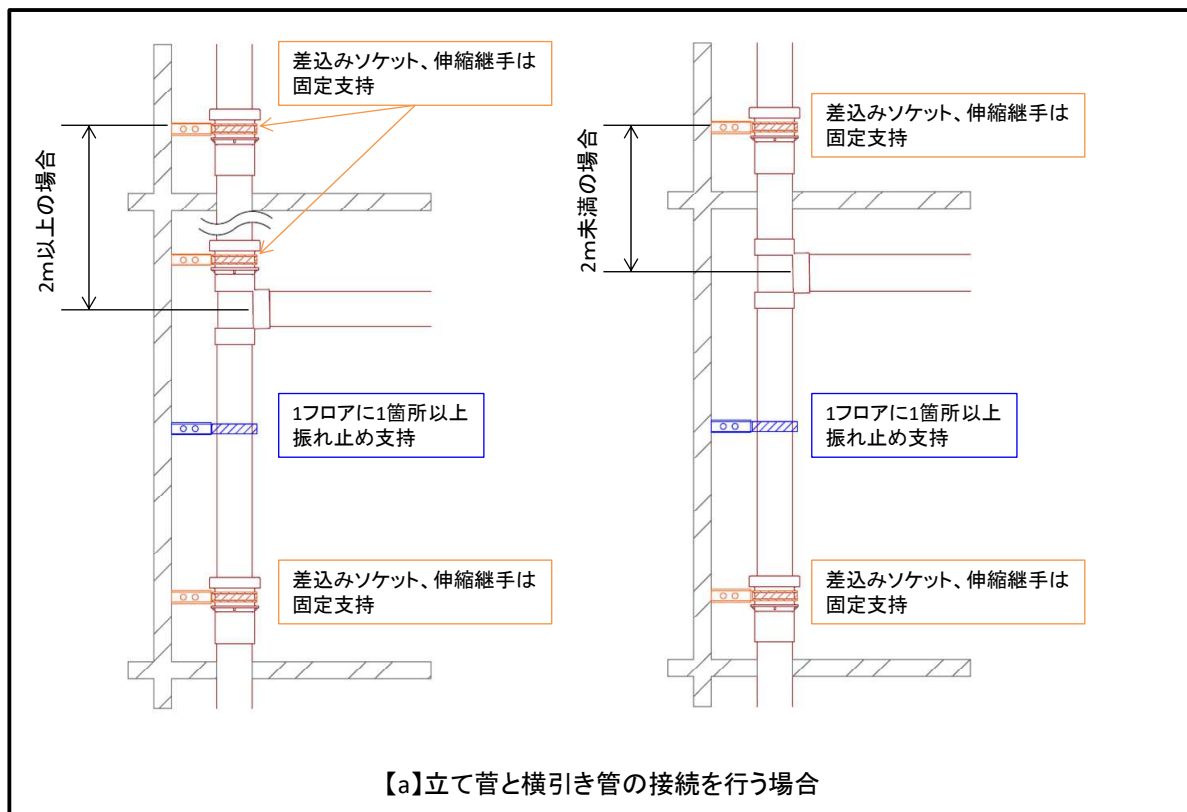 差込みソケット、伸縮継手は
固定支持
2m以上の場合
1フロアに1箇所以上
振れ止め支持
差込みソケット、伸縮継手は
固定支持
差込みソケット、伸縮継手は
固定支持
2m未満の場合
1フロアに1箇所以上
振れ止め支持
差込みソケット、伸縮継手は
固定支持
【a】立て菅と横引き管の接続を行う場合